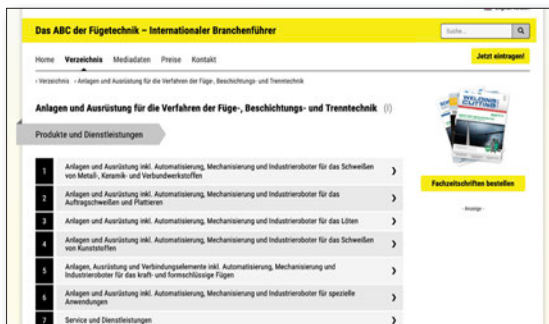 Das ABC der Fügetechnik – Internationaler Branchenführer
Suche...
Home Verzeichnis Mediadaten Preise Kontakt
Jetzt eintragen!
› Verzeichnis › Anlagen und Ausrüstung für die Verfahren der Füge-, Beschichtungs- und Trenntechnik
Anlagen und Ausrüstung für die Verfahren der Füge-, Beschichtungs- und Trenntechnik (I)
Produkte und Dienstleistungen
1 Anlagen und Ausrüstung inkl. Automatisierung, Mechanisierung und Industrieroboter für das Schweißen
von Metall-, Keramik- und Verbundwerkstoffen
2 Anlagen und Ausrüstung inkl. Automatisierung, Mechanisierung und Industrieroboter für das
Auftragschweißen und Plattieren
3 Anlagen und Ausrüstung inkl. Automatisierung, Mechanisierung und Industrieroboter für das Löten
4 Anlagen und Ausrüstung inkl. Automatisierung, Mechanisierung und Industrieroboter für das Schweißen
von Kunststoffen
5 Anlagen, Ausrüstung und Verbindungselemente inkl. Automatisierung, Mechanisierung und
Industrieroboter für das kraft- und formschlüssige Fügen
6 Anlagen und Ausrüstung inkl. Automatisierung, Mechanisierung und Industrieroboter für spezielle
Anwendungen
7 Service und Dienstleistungen
WELDING
CUTTING
Fachzeitschriften bestellen
- Anzeige -